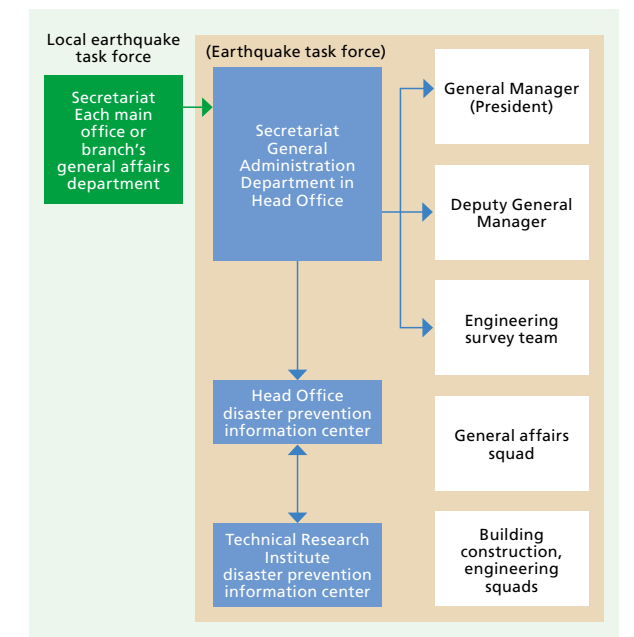 Local earthquake
task force
Secretariat
Each main
office or
branch's
general affairs
department
(Earthquake task force)
Secretariat
General
Administration
Department in
Head Office
General Manager
(President)
Deputy General
Manager
Engineering
survey team
Head Office
disaster prevention
information center
General affairs
squad
Technical Research
Institute
disaster prevention
information center
Building
construction,
engineering
squads